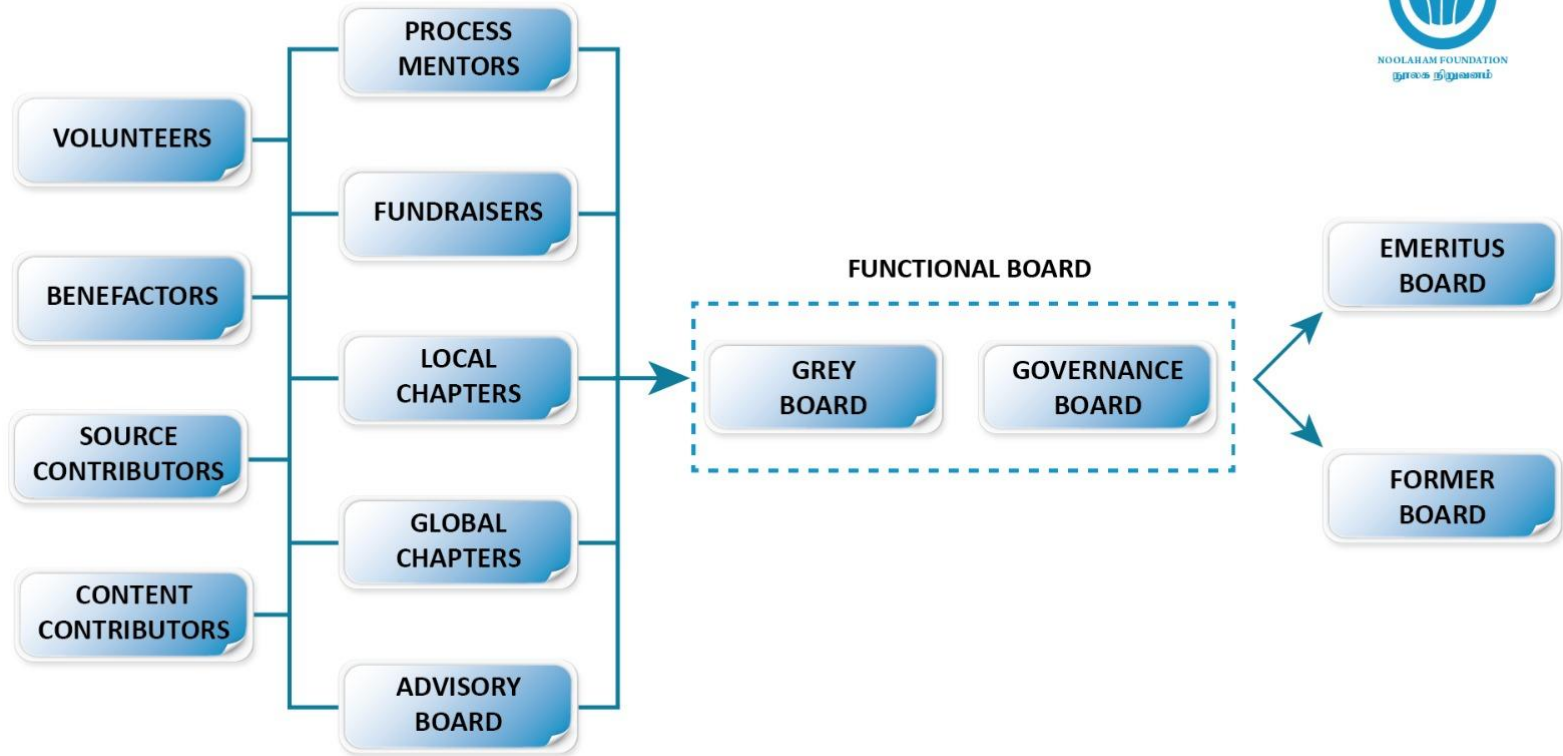 NOOLAHAM FOUNDATION
நூலக நிறுவனம்
VOLUNTEERS
BENEFACTORS
SOURCE
CONTRIBUTORS
CONTENT
CONTRIBUTORS
PROCESS
MENTORS
FUNDRAISERS
LOCAL
CHAPTERS
GLOBAL
CHAPTERS
ADVISORY
BOARD
FUNCTIONAL BOARD
GREY
BOARD
GOVERNANCE
BOARD
EMERITUS
BOARD
FORMER
BOARD